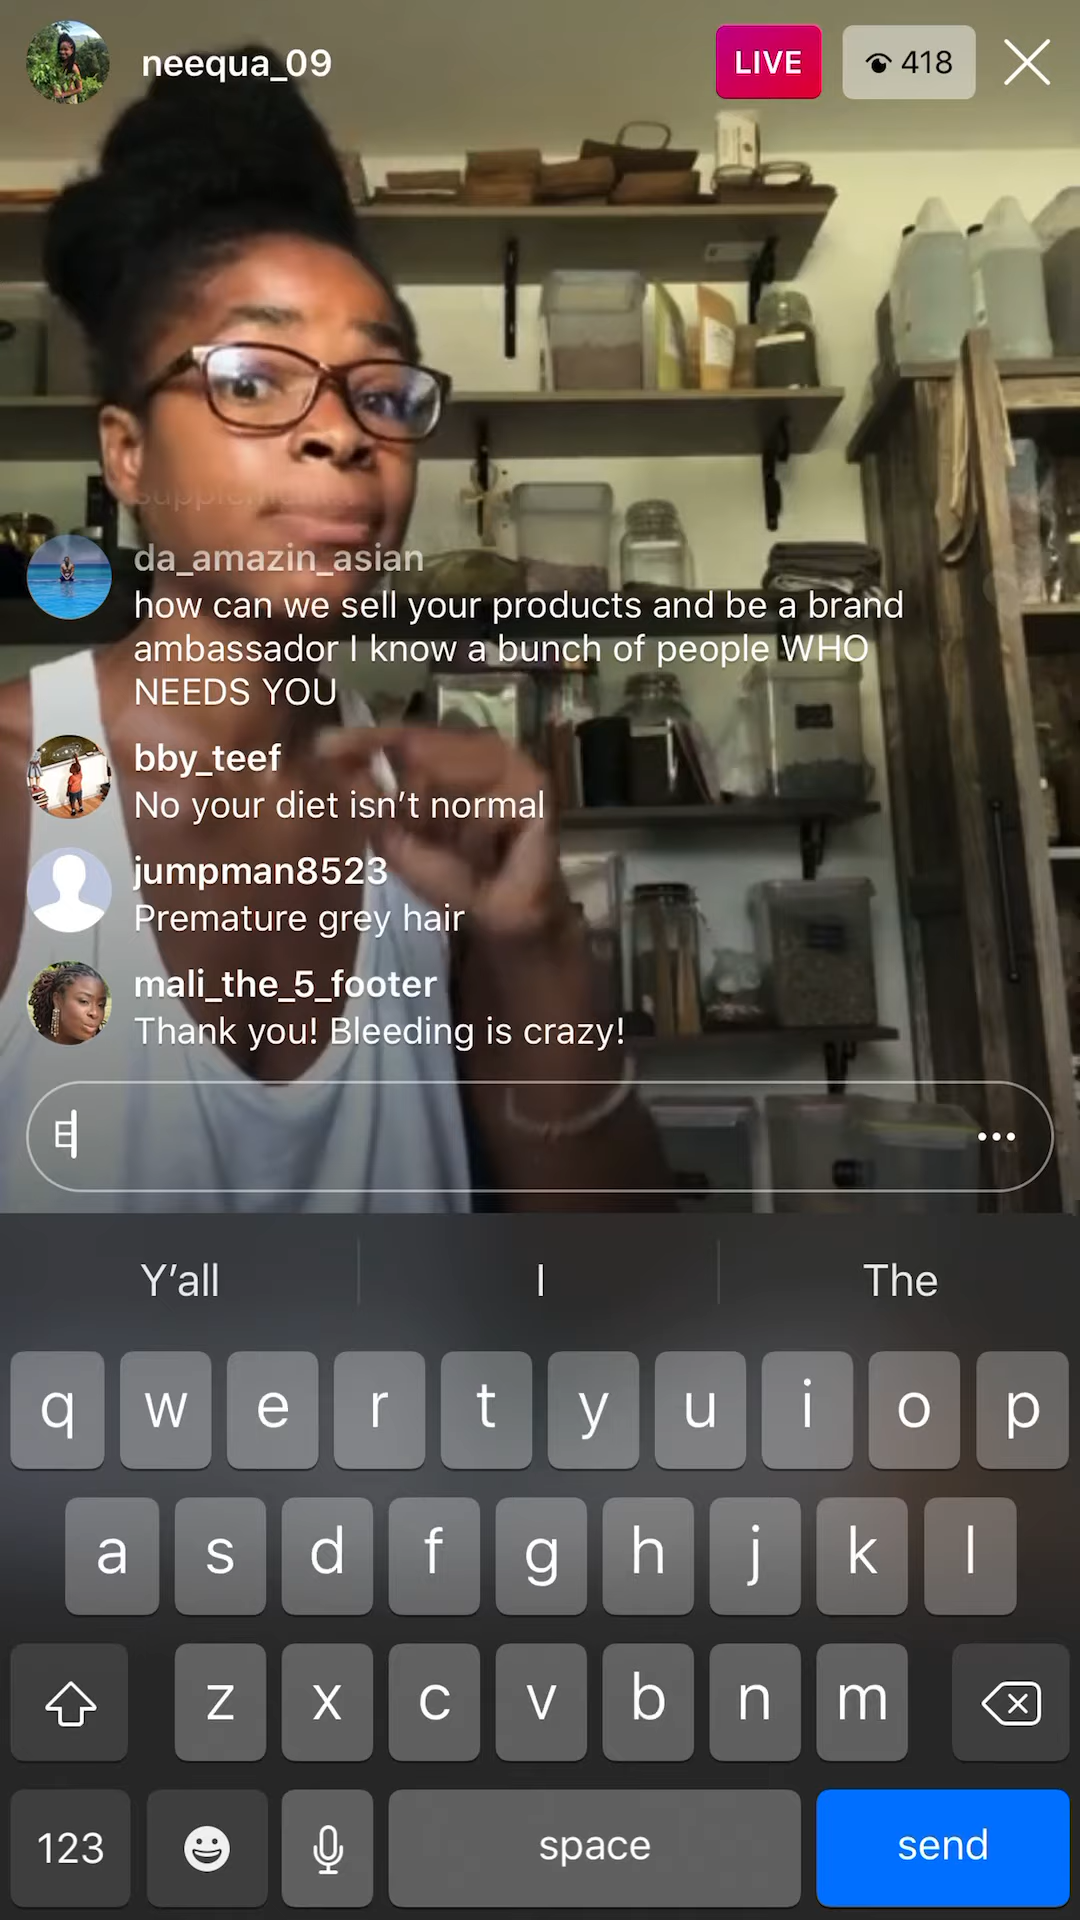 neequa_09
LIVE
418
da_amazin_asian
how can we sell your products and be a brand
ambassador I know a bunch of people WHO
NEEDS YOU
bby_teef
No your diet isn’t normal
jumpman8523
Premature grey hair
mali_the_5_footer
Thank you! Bleeding is crazy!
E
Y’all I The
q w e r t y u i o p
a s d f g h j k l
z x c v b n m
123 space send